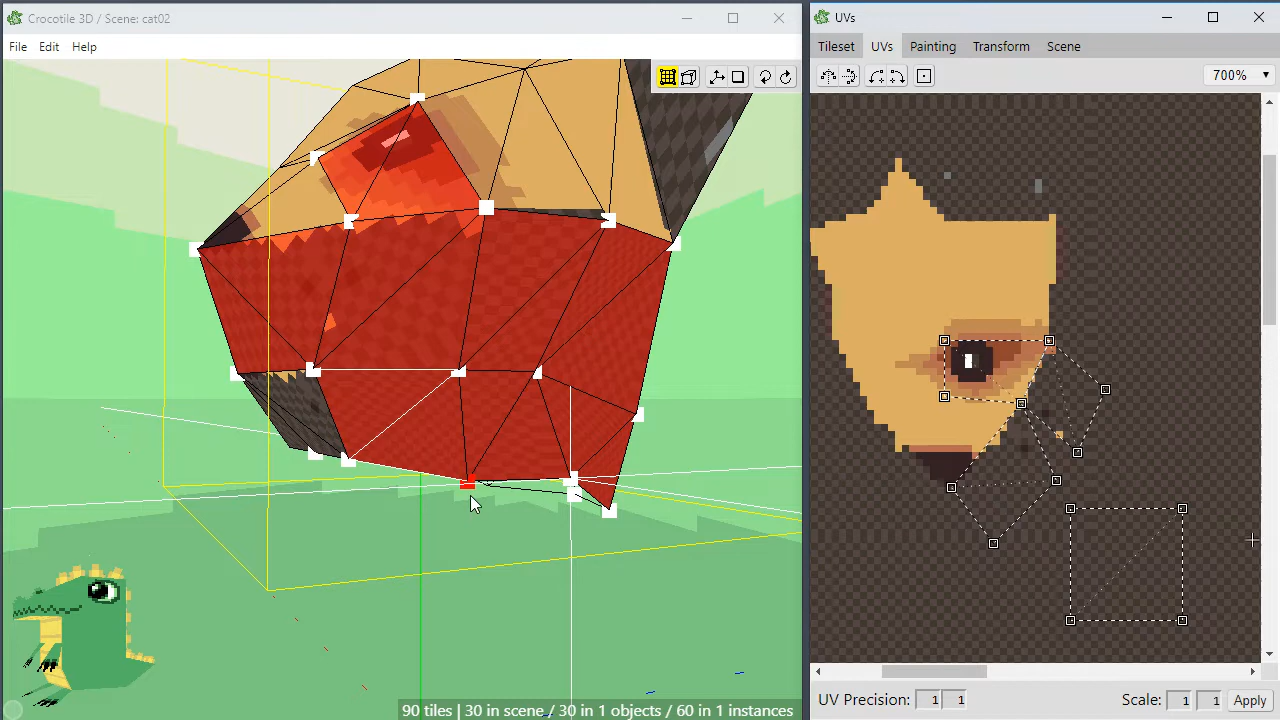 Crocotile 3D / Scene: cat02
File Edit Help
UVs
Tileset UVs Painting Transform Scene
700%
90 tiles | 30 in scene / 30 in 1 objects / 60 in 1 instances
UV Precision: 1 1 Scale: 1 1 Apply